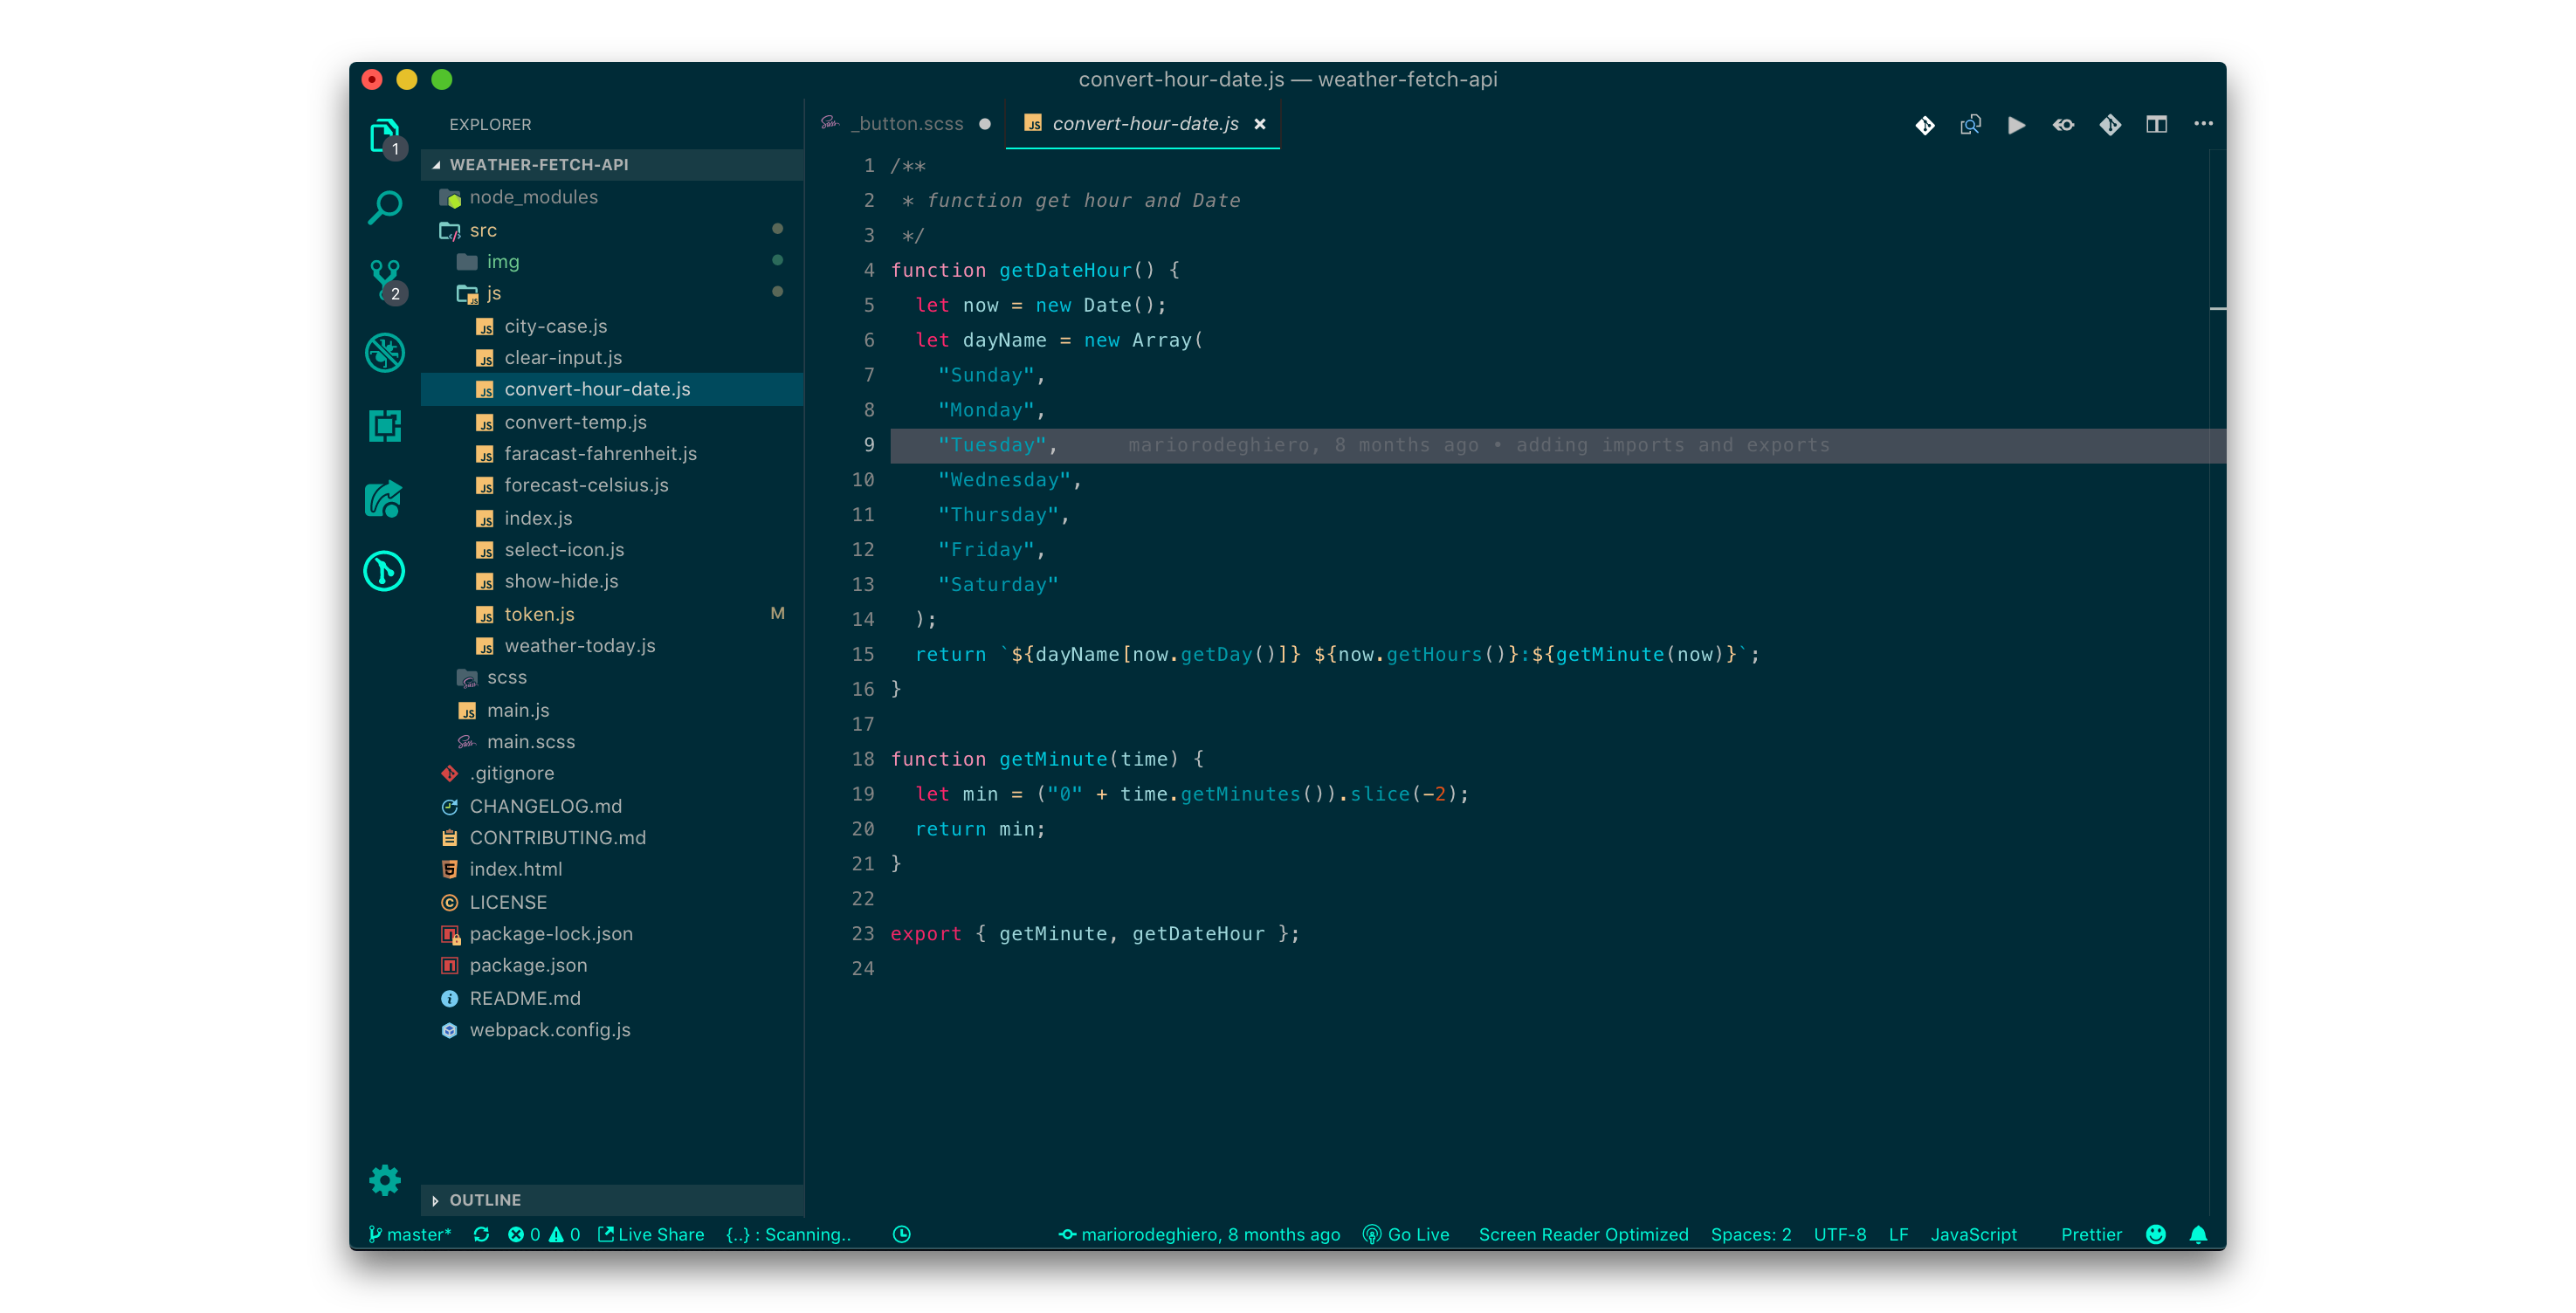 convert-hour-date.js — weather-fetch-api
EXPLORER
WEATHER-FETCH-API
node_modules
src
img
js
city-case.js
clear-input.js
convert-hour-date.js
convert-temp.js
faracast-fahrenheit.js
forecast-celsius.js
index.js
select-icon.js
show-hide.js
token.js M
weather-today.js
scss
main.js
main.scss
.gitignore
CHANGELOG.md
CONTRIBUTING.md
index.html
LICENSE
package-lock.json
package.json
README.md
webpack.config.js
OUTLINE
1
2
_button.scss ● convert-hour-date.js ×
1 /**
2  * function get hour and Date
3  */
4 function getDateHour() {
5   let now = new Date();
6   let dayName = new Array(
7     "Sunday",
8     "Monday",
9     "Tuesday",      mariorodeghiero, 8 months ago • adding imports and exports
10     "Wednesday",
11     "Thursday",
12     "Friday",
13     "Saturday"
14   );
15   return `${dayName[now.getDay()]} ${now.getHours()}:${getMinute(now)}`;
16 }
17
18 function getMinute(time) {
19   let min = ("0" + time.getMinutes()).slice(-2);
20   return min;
21 }
22
23 export { getMinute, getDateHour };
24
master* 0 0 Live Share {..} : Scanning.. mariorodeghiero, 8 months ago Go Live Screen Reader Optimized Spaces: 2 UTF-8 LF JavaScript Prettier